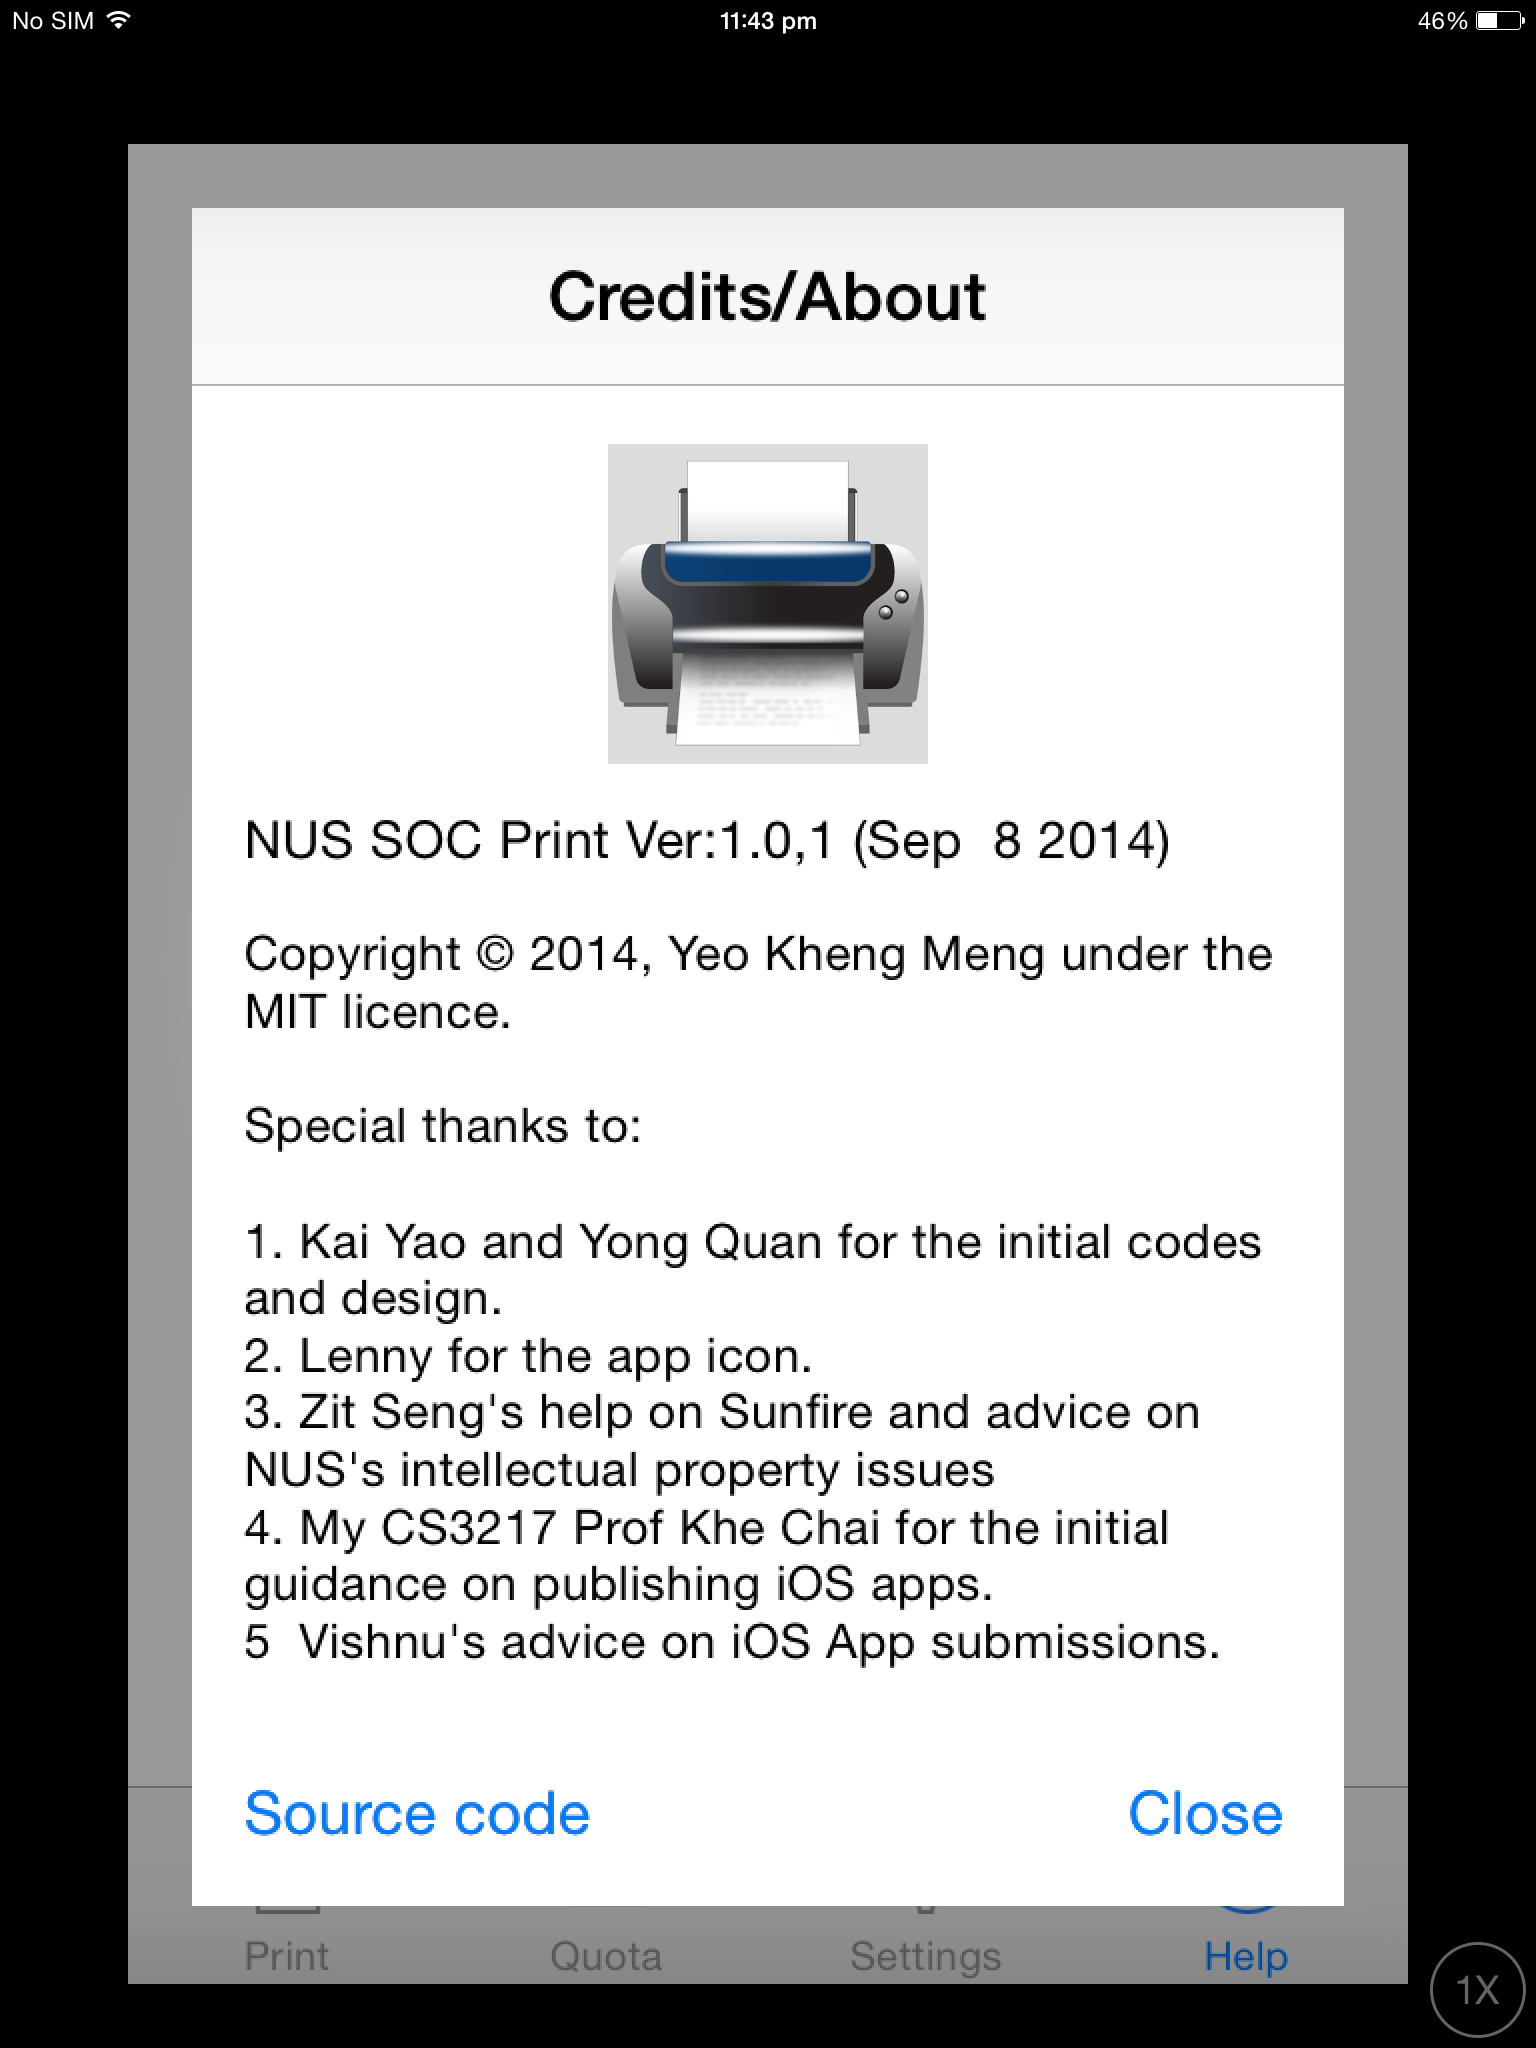 No SIM 11:43 pm 46%
Credits/About
NUS SOC Print Ver:1.0,1 (Sep  8 2014)
Copyright © 2014, Yeo Kheng Meng under the
MIT licence.
Special thanks to:
1. Kai Yao and Yong Quan for the initial codes
and design.
2. Lenny for the app icon.
3. Zit Seng's help on Sunfire and advice on
NUS's intellectual property issues
4. My CS3217 Prof Khe Chai for the initial
guidance on publishing iOS apps.
5  Vishnu's advice on iOS App submissions.
Source code Close
Print Quota Settings Help
1X